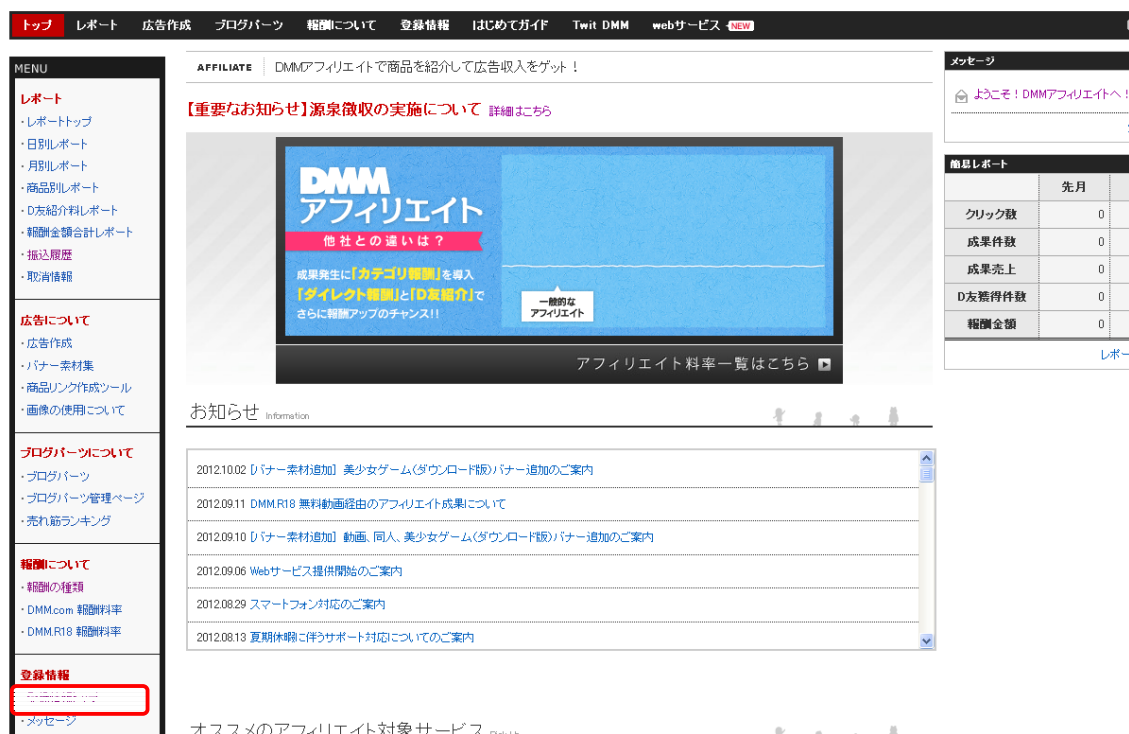 トップ レポート 広告作成 ブログパーツ 報酬について 登録情報 はじめてガイド Twit DMM webサービス NEW
MENU
レポート
・レポートトップ
・日別レポート
・月別レポート
・商品別レポート
・D友紹介料レポート
・報酬金額合計レポート
・振込履歴
・取消情報
広告について
・広告作成
・バナー素材集
・商品リンク作成ツール
・画像の使用について
ブログパーツについて
・ブログパーツ
・ブログパーツ管理ページ
・売れ筋ランキング
報酬について
・報酬の種類
・DMM.com 報酬料率
・DMM.R18 報酬料率
登録情報
・メッセージ
AFFILIATE DMMアフィリエイトで商品を紹介して広告収入をゲット！
【重要なお知らせ】源泉徴収の実施について 詳細はこちら
DMM
アフィリエイト
他社との違いは？
成果発生に「カテゴリ報酬」を導入
「ダイレクト報酬」と「D友紹介」で
さらに報酬アップのチャンス!!
一般的な
アフィリエイト
アフィリエイト料率一覧はこちら
お知らせ Information
2012.10.02 [バナー素材追加] 美少女ゲーム(ダウンロード版)バナー追加のご案内
2012.09.11 DMM.R18 無料動画経由のアフィリエイト成果について
2012.09.10 [バナー素材追加] 動画、同人、美少女ゲーム(ダウンロード版)バナー追加のご案内
2012.09.06 Webサービス提供開始のご案内
2012.08.29 スマートフォン対応のご案内
2012.08.13 夏期休暇に伴うサポート対応についてのご案内
オススメのアフィリエイト対象サービス
メッセージ
ようこそ！DMMアフィリエイトへ！
簡易レポート
先月
クリック数 0
成果件数 0
成果売上 0
D友獲得件数 0
報酬金額 0
レポー